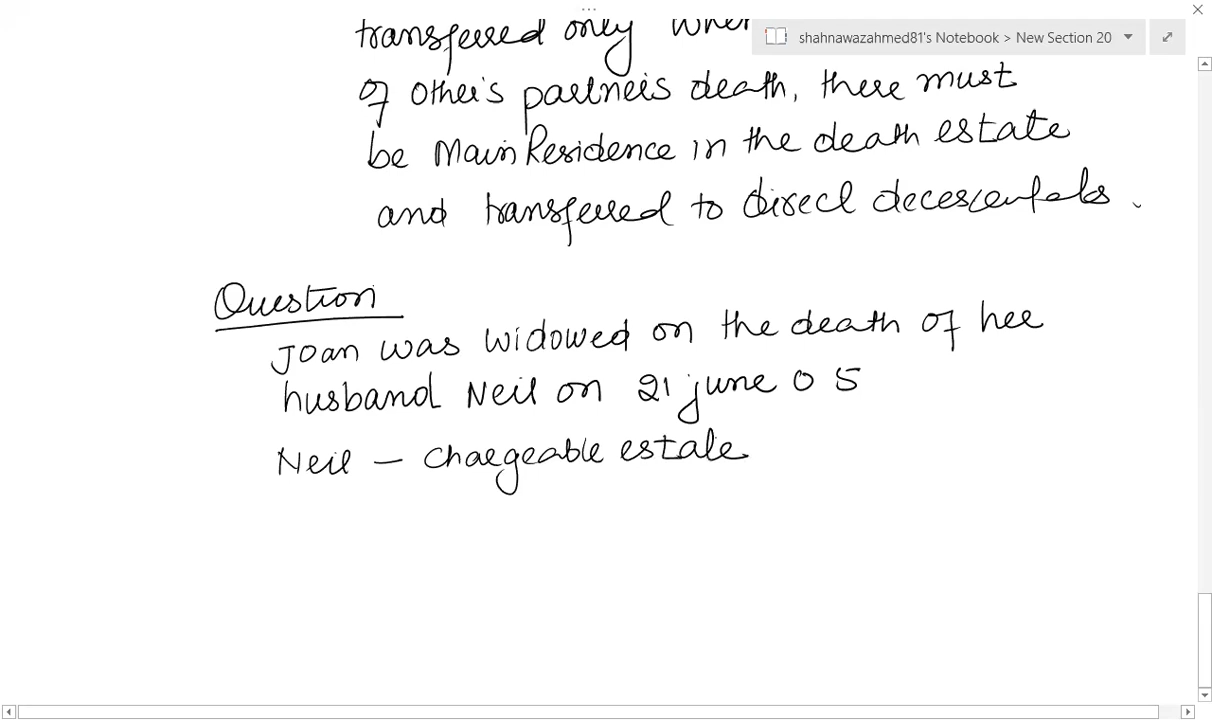 transferred only when
shahnawazahmed81's Notebook > New Section 20
of other's partner's death, there must
be Main Residence in the death estate
and transferred to direct
Question
Joan was widowed on the death of her
husband Neil on 21 june 05
Neil – chargeable estate